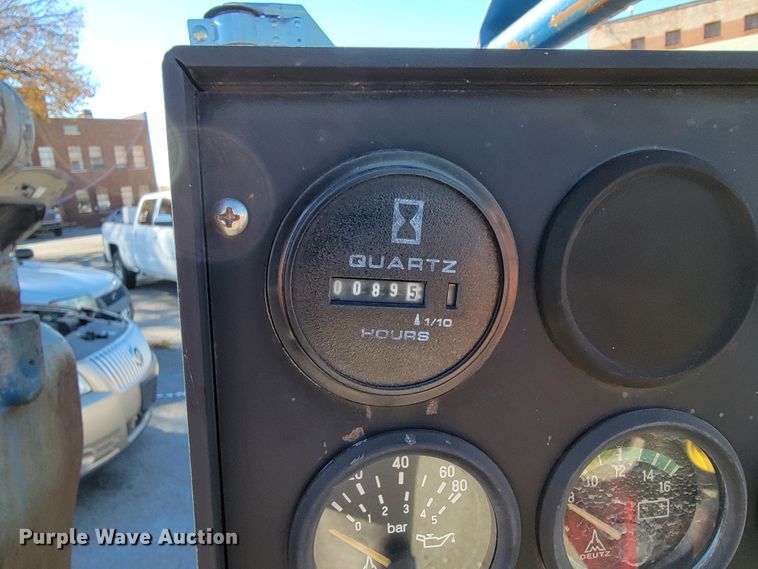 QUARTZ
00895
1/10
HOURS
20 40 60 80
0 1 2 3 4 5
bar
8 10 12 14 16
DEUTZ
Purple Wave Auction